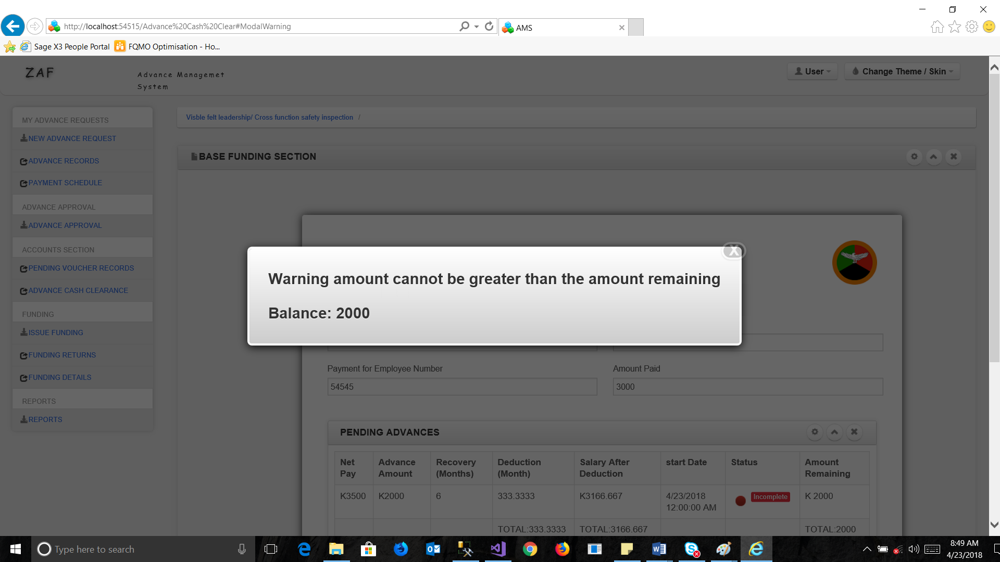 http://localhost:54515/Advance%20Cash%20Clear#ModalWarning
AMS
Sage X3 People Portal
FQMO Optimisation - Ho...
ZAF
Advance Managemet
System
User
Change Theme / Skin
MY ADVANCE REQUESTS
NEW ADVANCE REQUEST
ADVANCE RECORDS
PAYMENT SCHEDULE
ADVANCE APPROVAL
ADVANCE APPROVAL
ACCOUNTS SECTION
PENDING VOUCHER RECORDS
ADVANCE CASH CLEARANCE
FUNDING
ISSUE FUNDING
FUNDING RETURNS
FUNDING DETAILS
REPORTS
REPORTS
Visble felt leadership/ Cross function safety inspection /
BASE FUNDING SECTION
X
Warning amount cannot be greater than the amount remaining
Balance: 2000
Payment for Employee Number
Amount Paid
54545
3000
PENDING ADVANCES
Net Pay
Advance Amount
Recovery (Months)
Deduction (Month)
Salary After Deduction
start Date
Status
Amount Remaining
K3500
K2000
6
333.3333
K3166.667
4/23/2018 12:00:00 AM
Incomplete
K 2000
TOTAL:333.3333
TOTAL:3166.667
TOTAL:2000
Type here to search
8:49 AM
4/23/2018